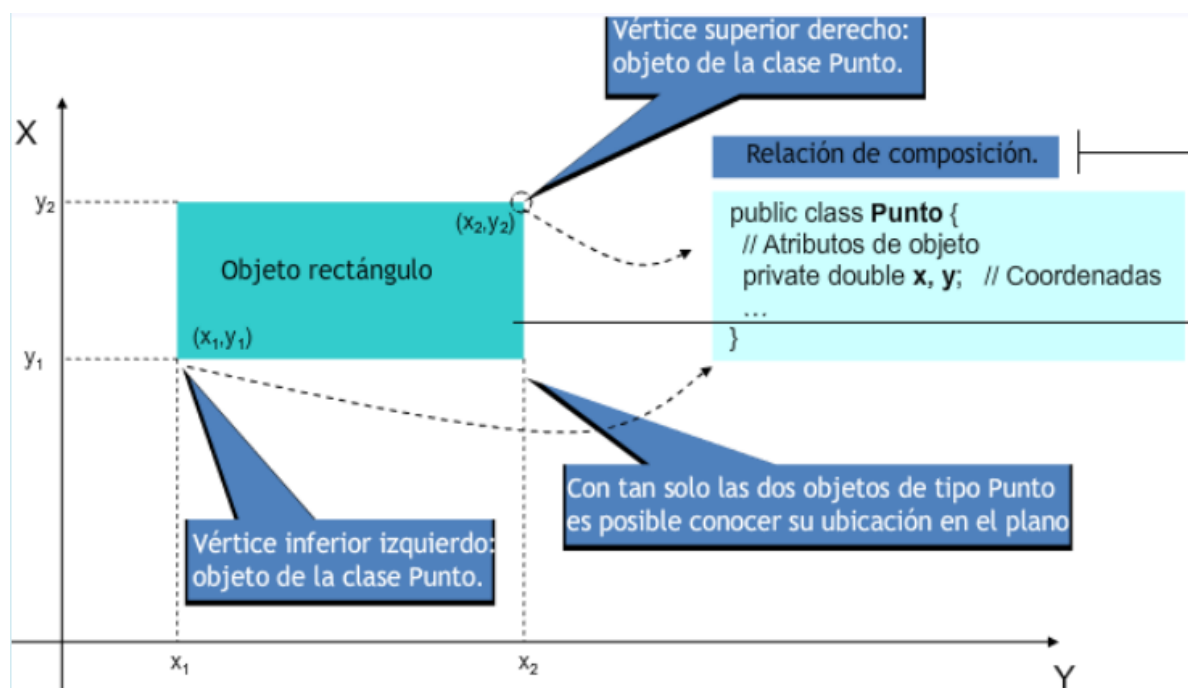 Vértice superior derecho:
objeto de la clase Punto.
X
Relación de composición.
y₂
(x₂,y₂)
public class Punto {
// Atributos de objeto
private double x, y;   // Coordenadas
...
}
Objeto rectángulo
(x₁,y₁)
y₁
Con tan solo las dos objetos de tipo Punto
es posible conocer su ubicación en el plano
Vértice inferior izquierdo:
objeto de la clase Punto.
x₁
x₂
Y